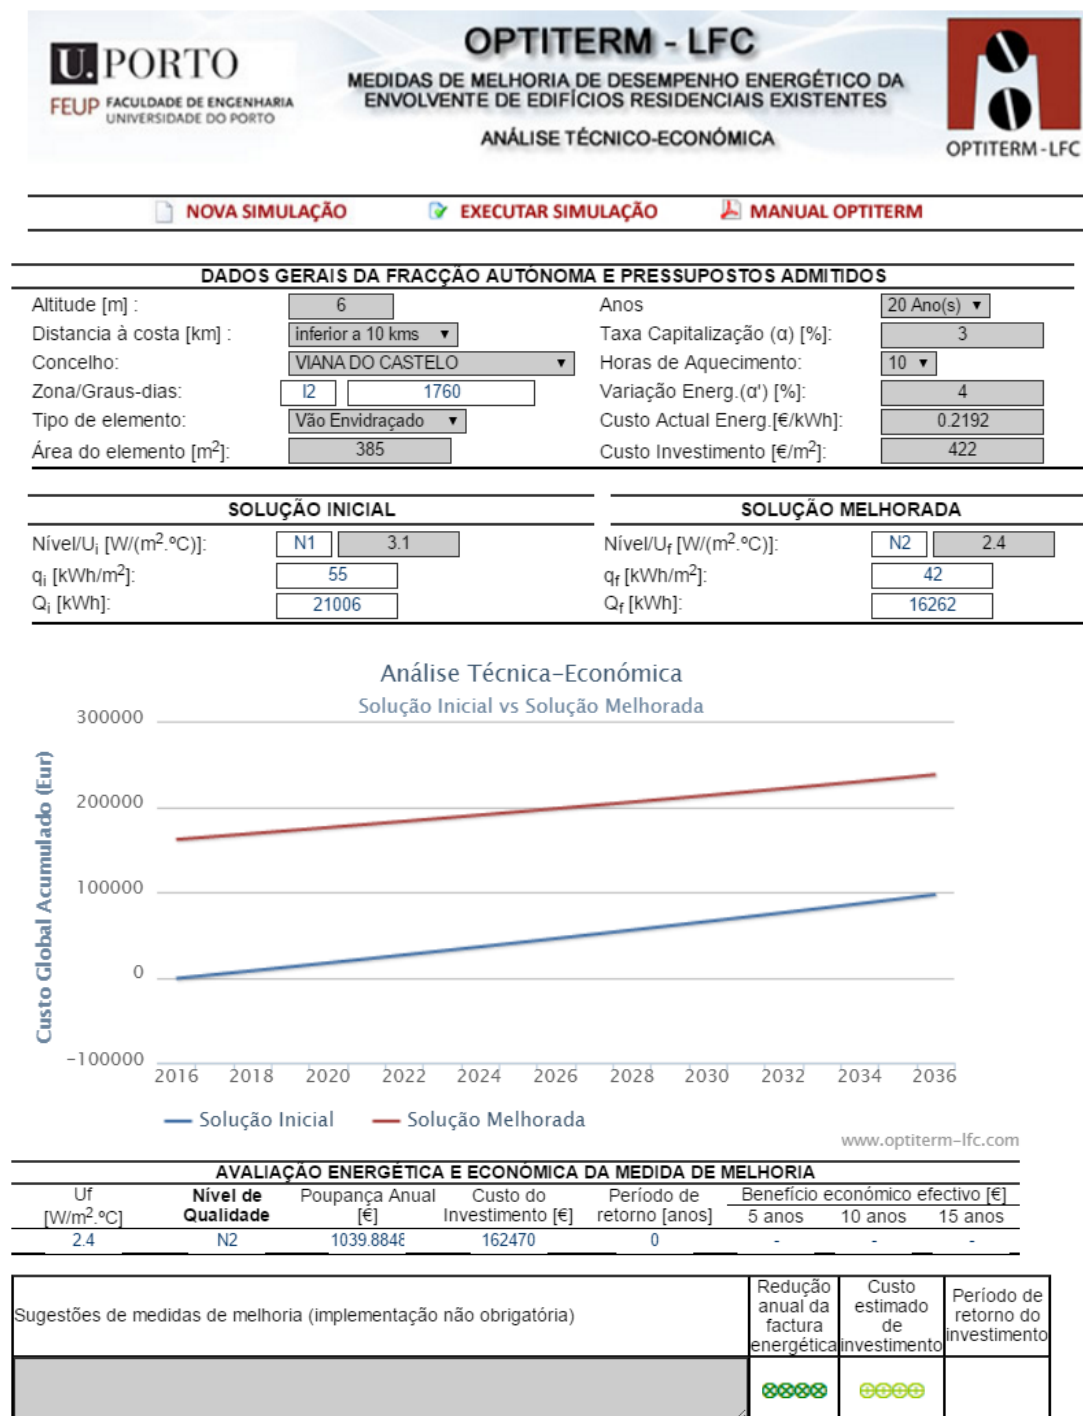 U. PORTO
FEUP FACULDADE DE ENGENHARIA
UNIVERSIDADE DO PORTO
OPTITERM - LFC
MEDIDAS DE MELHORIA DE DESEMPENHO ENERGÉTICO DA
ENVOLVENTE DE EDIFÍCIOS RESIDENCIAIS EXISTENTES
ANÁLISE TÉCNICO-ECONÓMICA
OPTITERM-LFC
NOVA SIMULAÇÃO EXECUTAR SIMULAÇÃO MANUAL OPTITERM
DADOS GERAIS DA FRACÇÃO AUTÓNOMA E PRESSUPOSTOS ADMITIDOS
Altitude [m] : 6 Anos 20 Ano(s)
Distancia à costa [km] : inferior a 10 kms Taxa Capitalização (α) [%]: 3
Concelho: VIANA DO CASTELO Horas de Aquecimento: 10
Zona/Graus-dias: I2 1760 Variação Energ.(α') [%]: 4
Tipo de elemento: Vão Envidraçado Custo Actual Energ.[€/kWh]: 0.2192
Área do elemento [m²]: 385 Custo Investimento [€/m²]: 422
SOLUÇÃO INICIAL SOLUÇÃO MELHORADA
Nível/Ui [W/(m².ºC)]: N1 3.1 Nível/Uf [W/(m².ºC)]: N2 2.4
qi [kWh/m²]: 55 qf [kWh/m²]: 42
Qi [kWh]: 21006 Qf [kWh]: 16262
Análise Técnica-Económica
Solução Inicial vs Solução Melhorada
Custo Global Acumulado (Eur)
300000
200000
100000
0
-100000
2016 2018 2020 2022 2024 2026 2028 2030 2032 2034 2036
Solução Inicial Solução Melhorada
www.optiterm-lfc.com
AVALIAÇÃO ENERGÉTICA E ECONÓMICA DA MEDIDA DE MELHORIA
Uf Nível de Poupança Anual Custo do Período de Benefício económico efectivo [€]
[W/m².ºC] Qualidade [€] Investimento [€] retorno [anos] 5 anos 10 anos 15 anos
2.4 N2 1039.8848 162470 0 - - -
Sugestões de medidas de melhoria (implementação não obrigatória)
Redução
anual da
factura
energética
Custo
estimado
de
investimento
Período de
retorno do
investimento